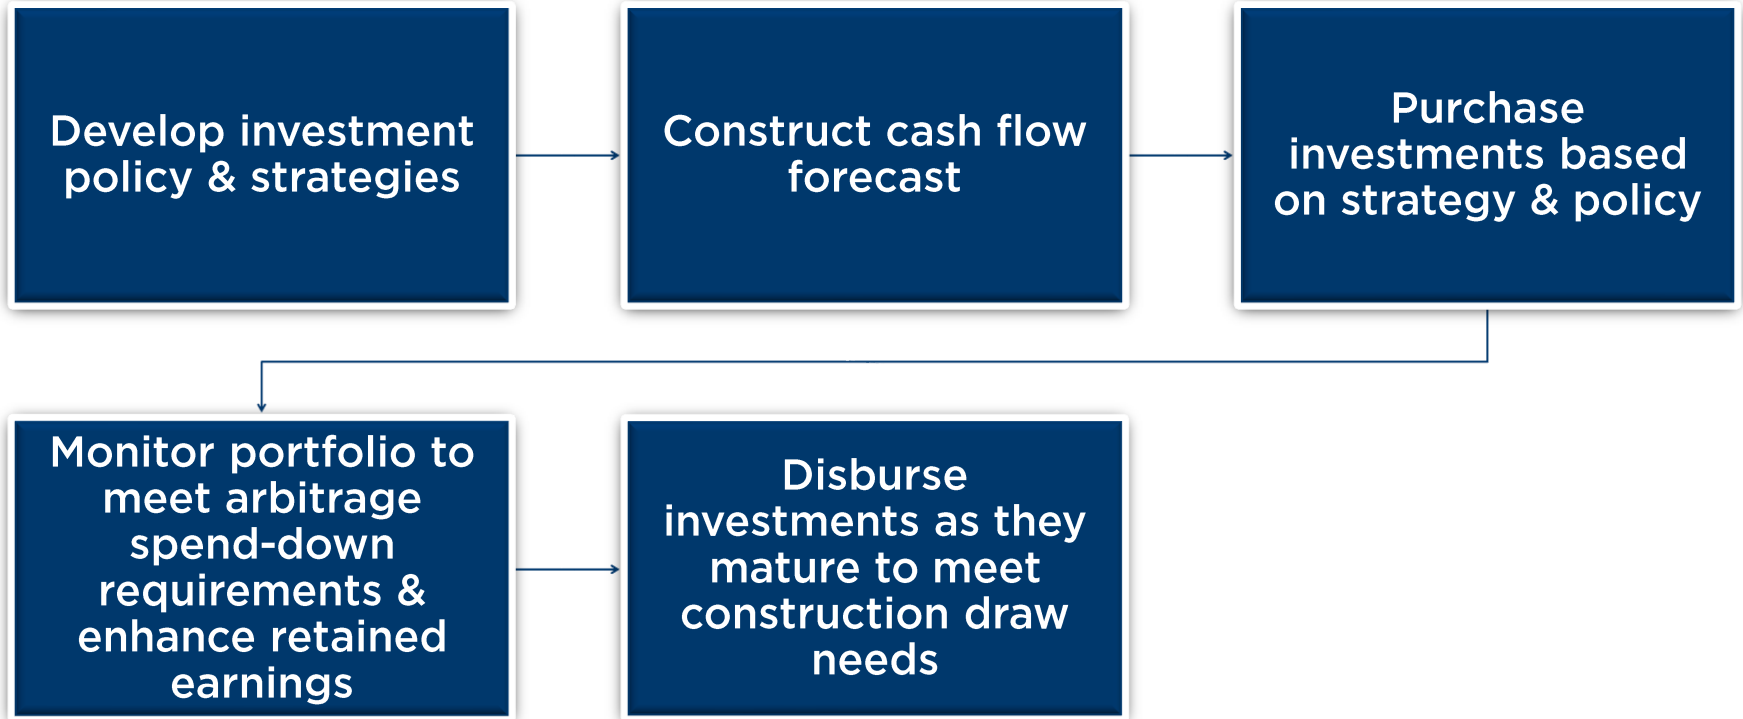 Develop investment
policy & strategies
Construct cash flow
forecast
Purchase
investments based
on strategy & policy
Monitor portfolio to
meet arbitrage
spend-down
requirements &
enhance retained
earnings
Disburse
investments as they
mature to meet
construction draw
needs